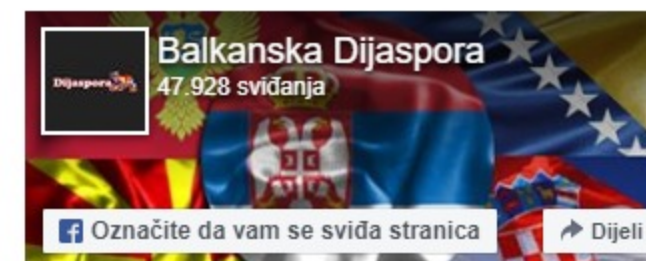 Balkanska Dijaspora
47.928 sviđanja
Dijaspora
Označite da vam se sviđa stranica
Dijeli